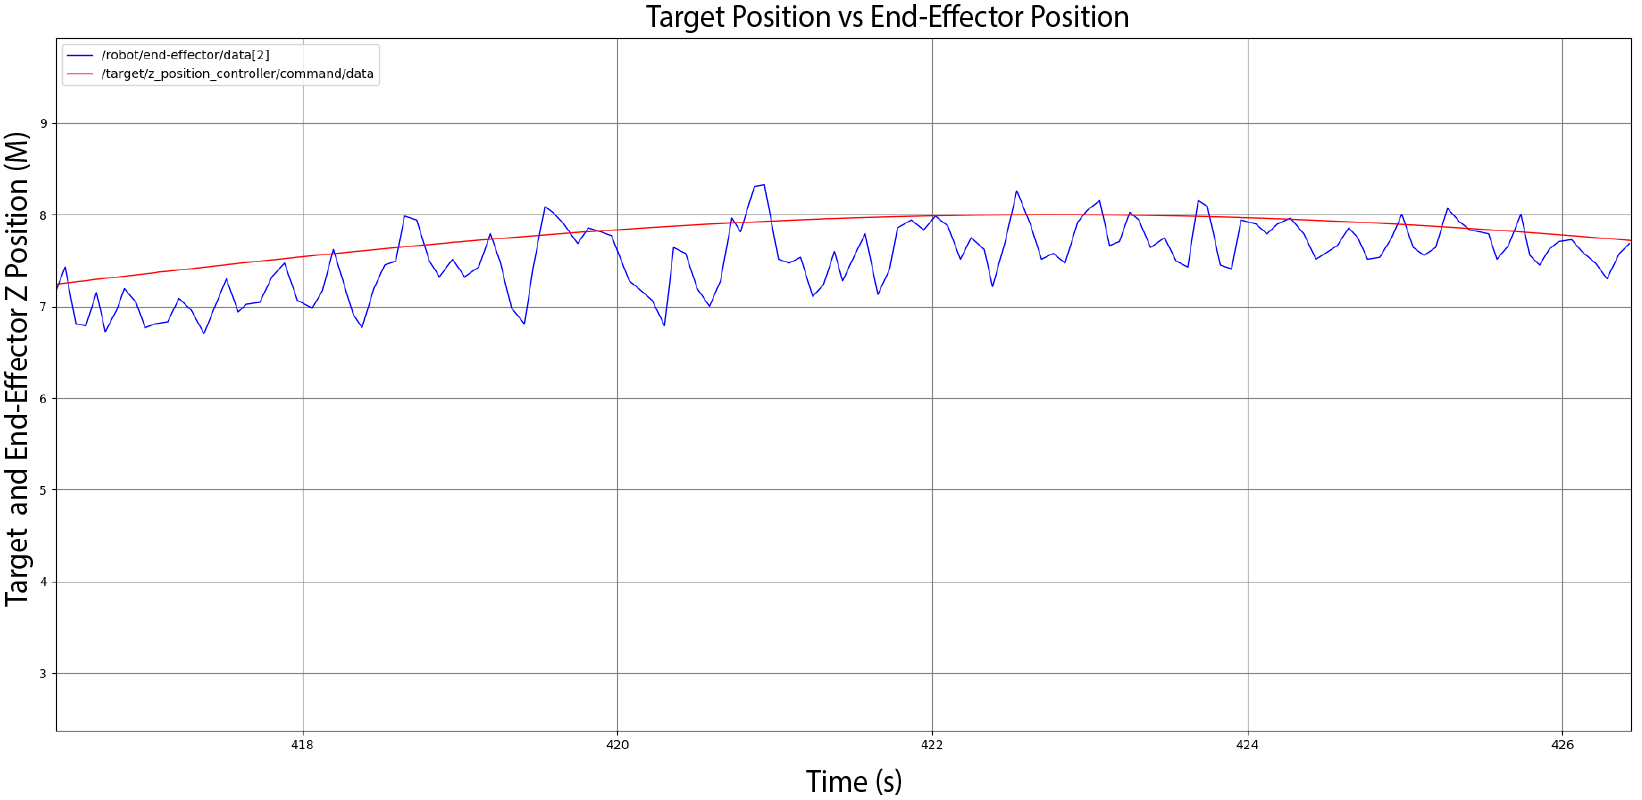 Target Position vs End-Effector Position
/robot/end-effector/data[2]
/target/z_position_controller/command/data
Target and End-Effector Z Position (M)
9
8
7
6
5
4
3
418 420 422 424 426
Time (s)